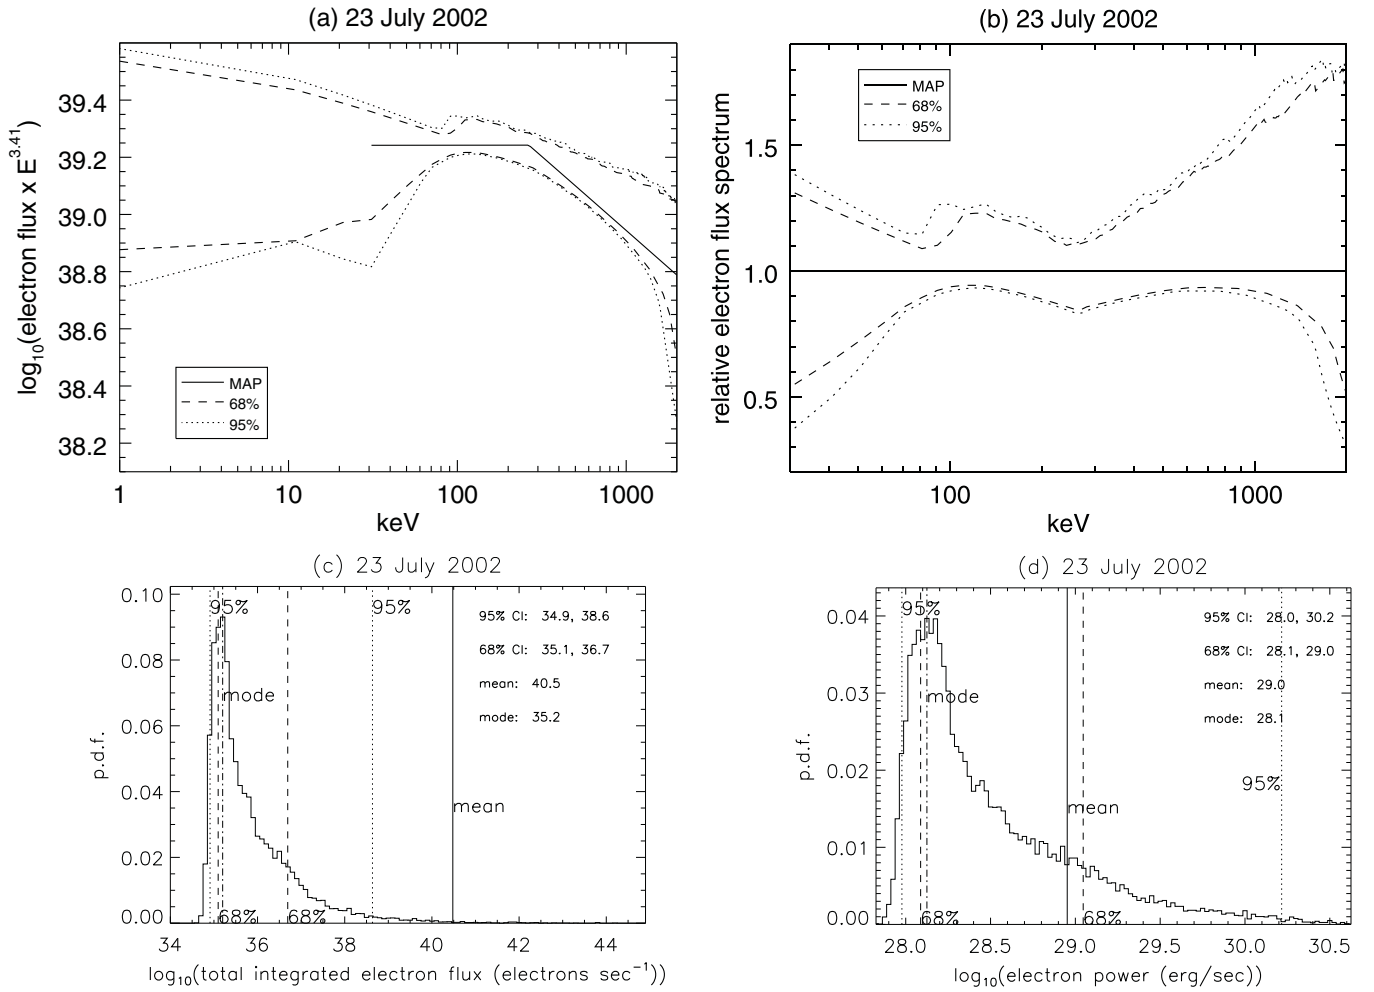 (a) 23 July 2002
log₁₀(electron flux x E³·⁴¹)
39.4
39.2
39.0
38.8
38.6
38.4
38.2
MAP
68%
95%
1
10
100
1000
keV
(b) 23 July 2002
relative electron flux spectrum
1.5
1.0
0.5
MAP
68%
95%
100
1000
keV
(c) 23 July 2002
p.d.f.
0.10
0.08
0.06
0.04
0.02
0.00
95%
95%
95% CI: 34.9, 38.6
68% CI: 35.1, 36.7
mean: 40.5
mode: 35.2
mode
mean
68%
68%
34
36
38
40
42
44
log₁₀(total integrated electron flux (electrons sec⁻¹))
(d) 23 July 2002
p.d.f.
0.04
0.03
0.02
0.01
0.00
95%
95% CI: 28.0, 30.2
68% CI: 28.1, 29.0
mean: 29.0
mode: 28.1
mode
95%
mean
68%
68%
28.0
28.5
29.0
29.5
30.0
30.5
log₁₀(electron power (erg/sec))